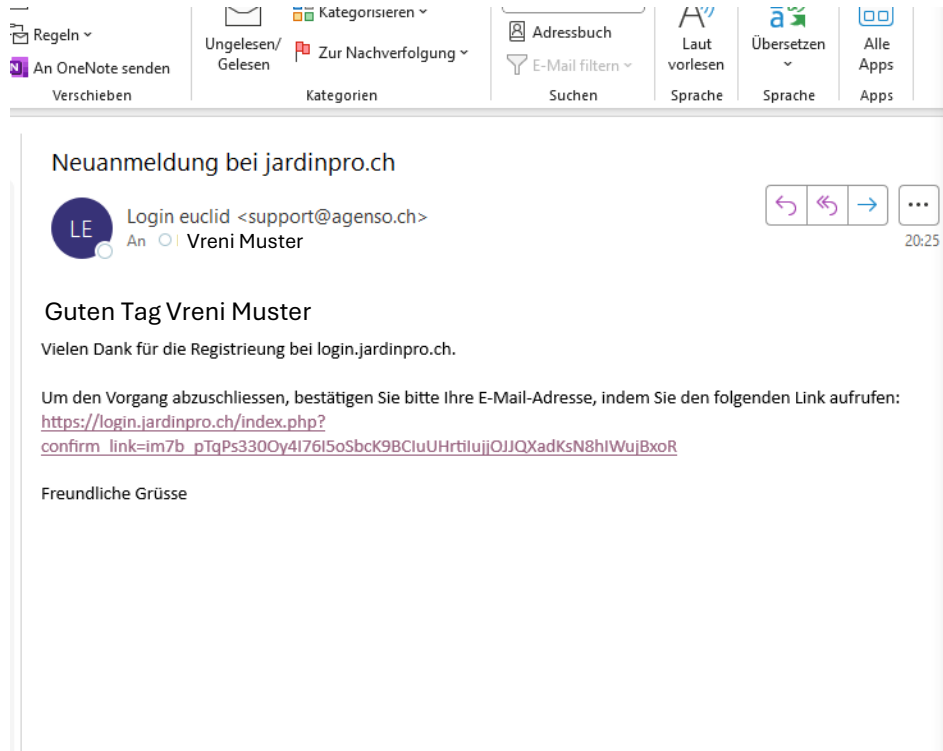 Kategorisieren
Regeln
Ungelesen/
Gelesen
Zur Nachverfolgung
An OneNote senden
Adressbuch
E-Mail filtern
Laut
vorlesen
Übersetzen
Alle
Apps
Verschieben
Kategorien
Suchen
Sprache
Sprache
Apps
Neuanmeldung bei jardinpro.ch
LE
Login euclid <support@agenso.ch>
An Vreni Muster
20:25
Guten Tag Vreni Muster
Vielen Dank für die Registrieung bei login.jardinpro.ch.
Um den Vorgang abzuschliessen, bestätigen Sie bitte Ihre E-Mail-Adresse, indem Sie den folgenden Link aufrufen:
https://login.jardinpro.ch/index.php?
confirm_link=im7b_pTqPs330Oy4I76I5oSbcK9BCIuUHrtiIujjOJJQXadKsN8hIWujBxoR
Freundliche Grüsse